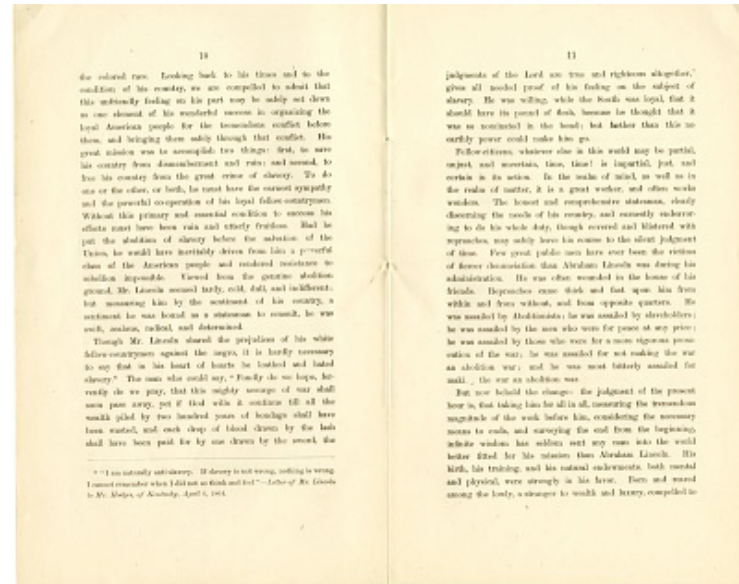 10
the colored race. Looking back to his times and to the
condition of his country, we are compelled to admit that
this unfriendly feeling on his part may be safely set down
as one element of his wonderful success in organizing the
loyal American people for the tremendous conflict before
them, and bringing them safely through that conflict. His
great mission was to accomplish two things: first, to save
his country from dismemberment and ruin; and second, to
free his country from the great crime of slavery. To do
one or the other, or both, he must have the earnest sympathy
and the powerful co-operation of his loyal fellow-countrymen.
Without this primary and essential condition to success his
efforts must have been vain and utterly fruitless. Had he
put the abolition of slavery before the salvation of the
Union, he would have inevitably driven from him a powerful
class of the American people and rendered resistance to
rebellion impossible. Viewed from the genuine abolition
ground, Mr. Lincoln seemed tardy, cold, dull, and indifferent;
but measuring him by the sentiment of his country, a
sentiment he was bound as a statesman to consult, he was
swift, zealous, radical, and determined.
Though Mr. Lincoln shared the prejudices of his white
fellow-countrymen against the negro, it is hardly necessary
to say that in his heart of hearts he loathed and hated
slavery.* The man who could say, "Fondly do we hope, fer-
vently do we pray, that this mighty scourge of war shall
soon pass away, yet if God wills it continue till all the
wealth piled by two hundred years of bondage shall have
been wasted, and each drop of blood drawn by the lash
shall have been paid for by one drawn by the sword, the
* "I am naturally anti-slavery. If slavery is not wrong, nothing is wrong.
I cannot remember when I did not so think and feel."—Letter of Mr. Lincoln
to Mr. Hodges, of Kentucky, April 4, 1864.
11
judgments of the Lord are true and righteous altogether,"
gives all needed proof of his feeling on the subject of
slavery. He was willing, while the South was loyal, that it
should have its pound of flesh, because he thought that it
was so nominated in the bond; but farther than this no
earthly power could make him go.
Fellow-citizens, whatever else in this world may be partial,
unjust, and uncertain, time, time! is impartial, just, and
certain in its action. In the realm of mind, as well as in
the realm of matter, it is a great worker, and often works
wonders. The honest and comprehensive statesman, clearly
discerning the needs of his country, and earnestly endeavor-
ing to do his whole duty, though covered and blistered with
reproaches, may safely leave his course to the silent judgment
of time. Few great public men have ever been the victims
of fiercer denunciation than Abraham Lincoln was during his
administration. He was often wounded in the house of his
friends. Reproaches came thick and fast upon him from
within and from without, and from opposite quarters. He
was assailed by Abolitionists; he was assailed by slaveholders;
he was assailed by the men who were for peace at any price;
he was assailed by those who were for a more vigorous prose-
cution of the war; he was assailed for not making the war
an abolition war; and he was most bitterly assailed for
maki the war an abolition war.
But now behold the change: the judgment of the present
hour is, that taking him for all in all, measuring the tremendous
magnitude of the work before him, considering the necessary
means to ends, and surveying the end from the beginning,
infinite wisdom has seldom sent any man into the world
better fitted for his mission than Abraham Lincoln. His
birth, his training, and his natural endowments, both mental
and physical, were strongly in his favor. Born and reared
among the lowly, a stranger to wealth and luxury, compelled to